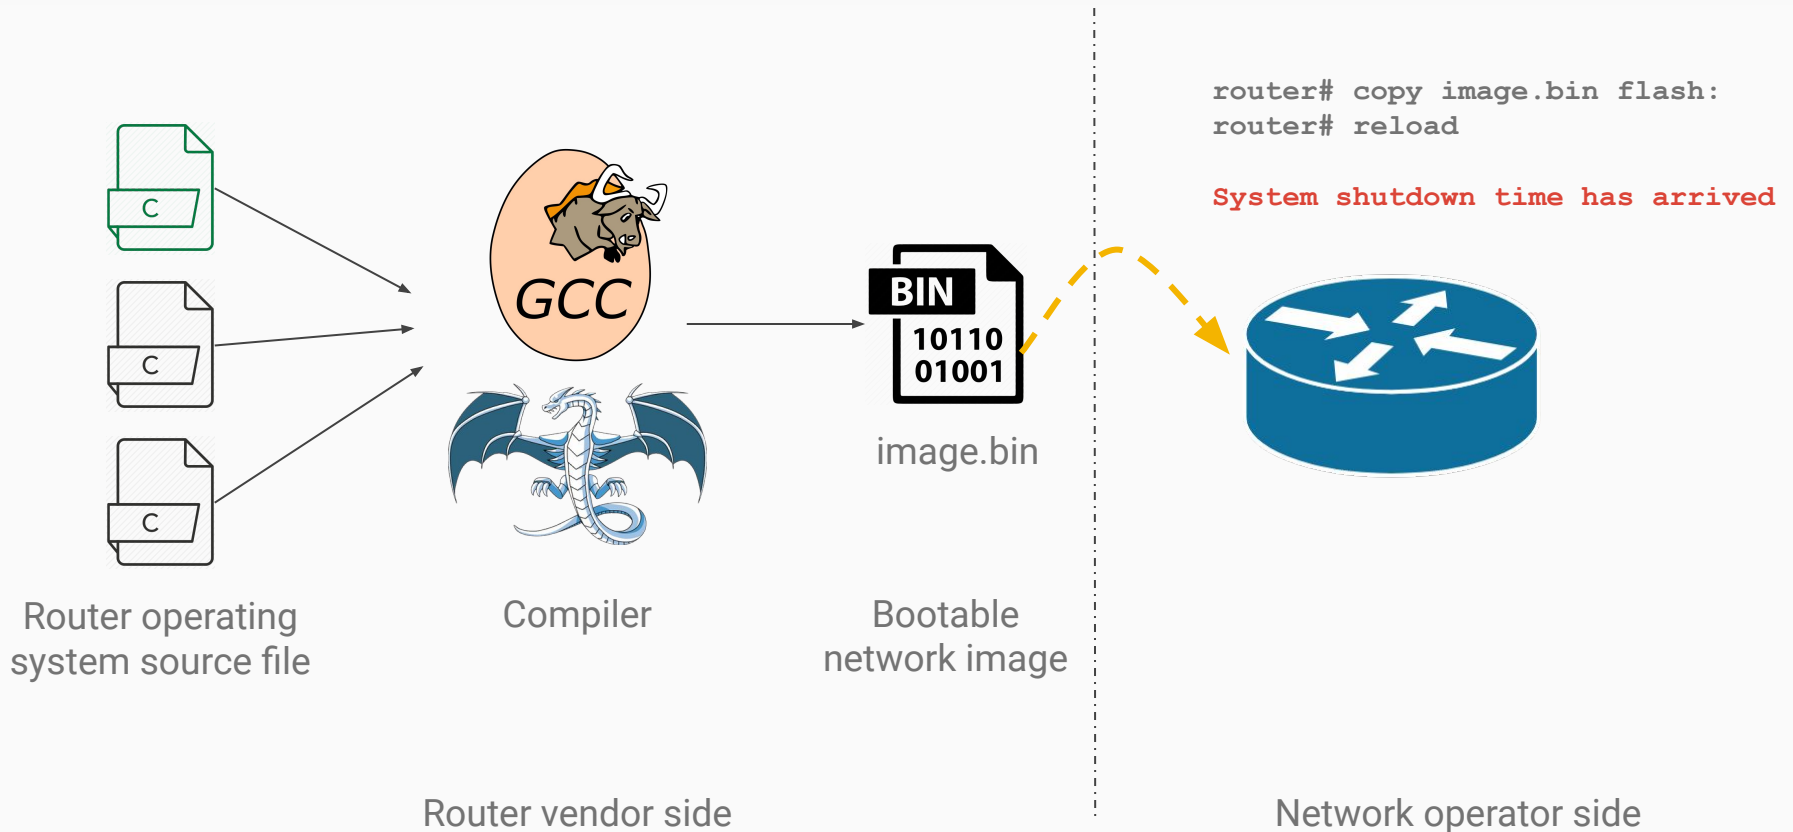 router# copy image.bin flash:
router# reload
System shutdown time has arrived
C
C
C
GCC
BIN
10110
01001
image.bin
Router operating
system source file
Compiler
Bootable
network image
Router vendor side
Network operator side